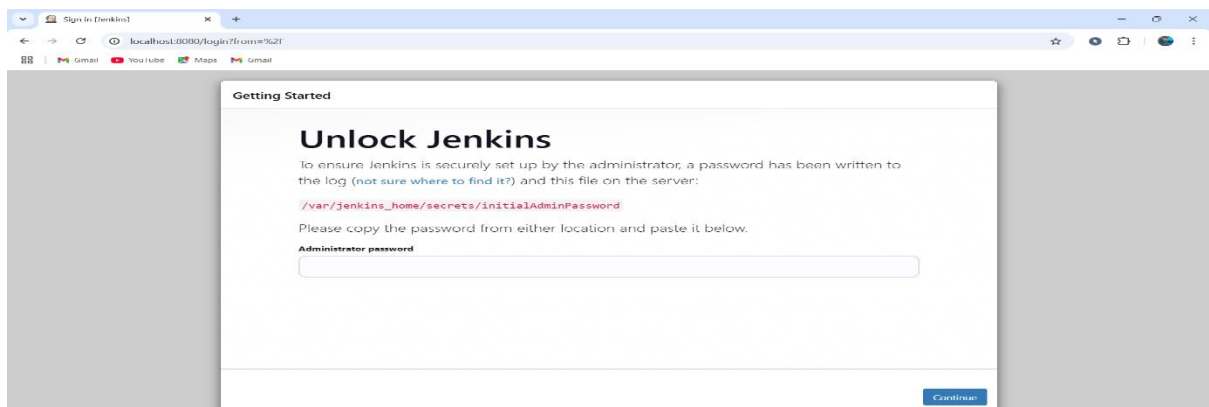 Sign in [Jenkins]
localhost:8080/login?from=%2F
Gmail YouTube Maps Gmail
Getting Started
Unlock Jenkins
To ensure Jenkins is securely set up by the administrator, a password has been written to
the log (not sure where to find it?) and this file on the server:
/var/jenkins_home/secrets/initialAdminPassword
Please copy the password from either location and paste it below.
Administrator password
Continue